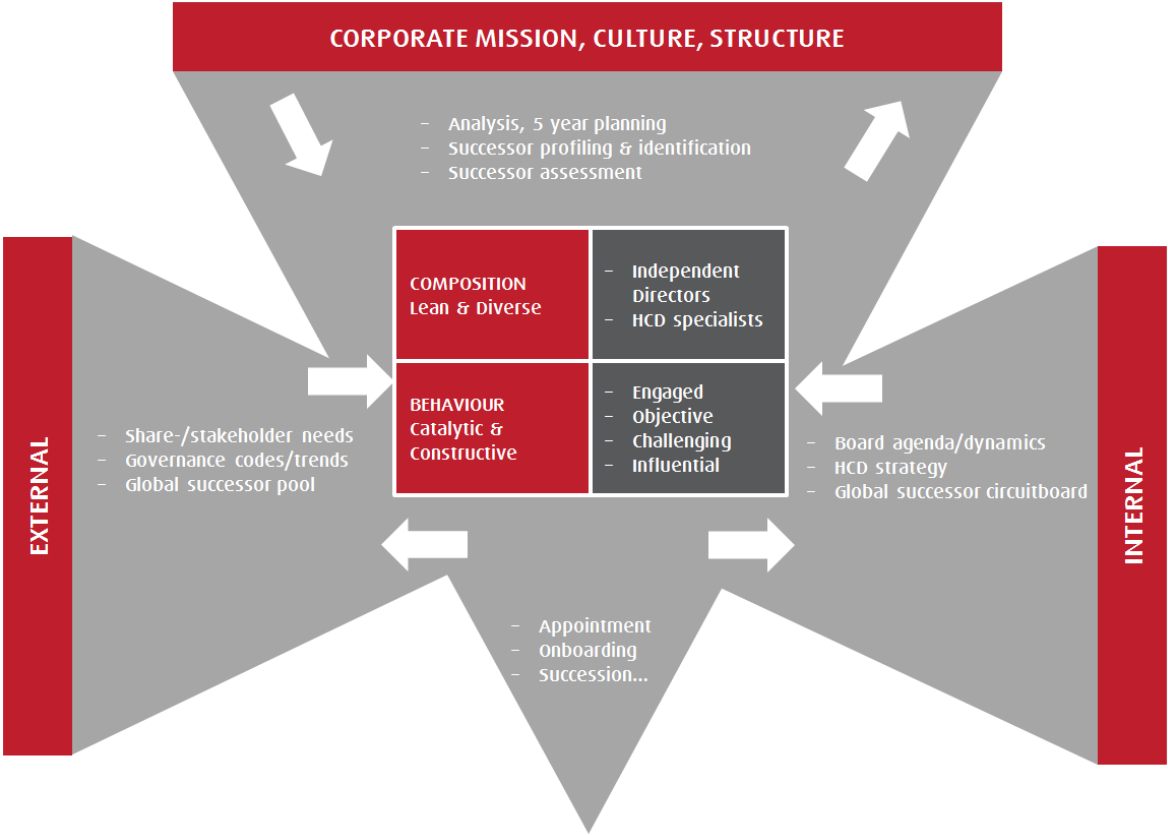 CORPORATE MISSION, CULTURE, STRUCTURE
- Analysis, 5 year planning
- Successor profiling & identification
- Successor assessment
COMPOSITION
Lean & Diverse
- Independent
Directors
- HCD specialists
BEHAVIOUR
Catalytic &
Constructive
- Engaged
- Objective
- Challenging
- Influential
EXTERNAL
- Share-/stakeholder needs
- Governance codes/trends
- Global successor pool
- Board agenda/dynamics
- HCD strategy
- Global successor circuitboard
INTERNAL
- Appointment
- Onboarding
- Succession...